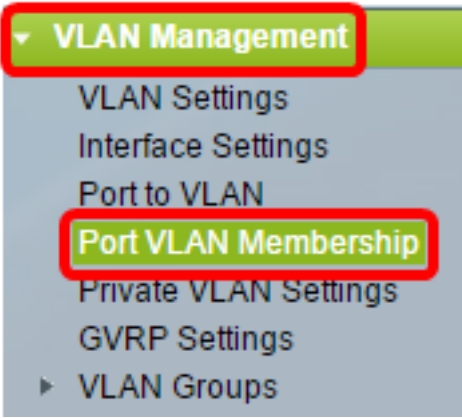 VLAN Management
VLAN Settings
Interface Settings
Port to VLAN
Port VLAN Membership
Private VLAN Settings
GVRP Settings
VLAN Groups